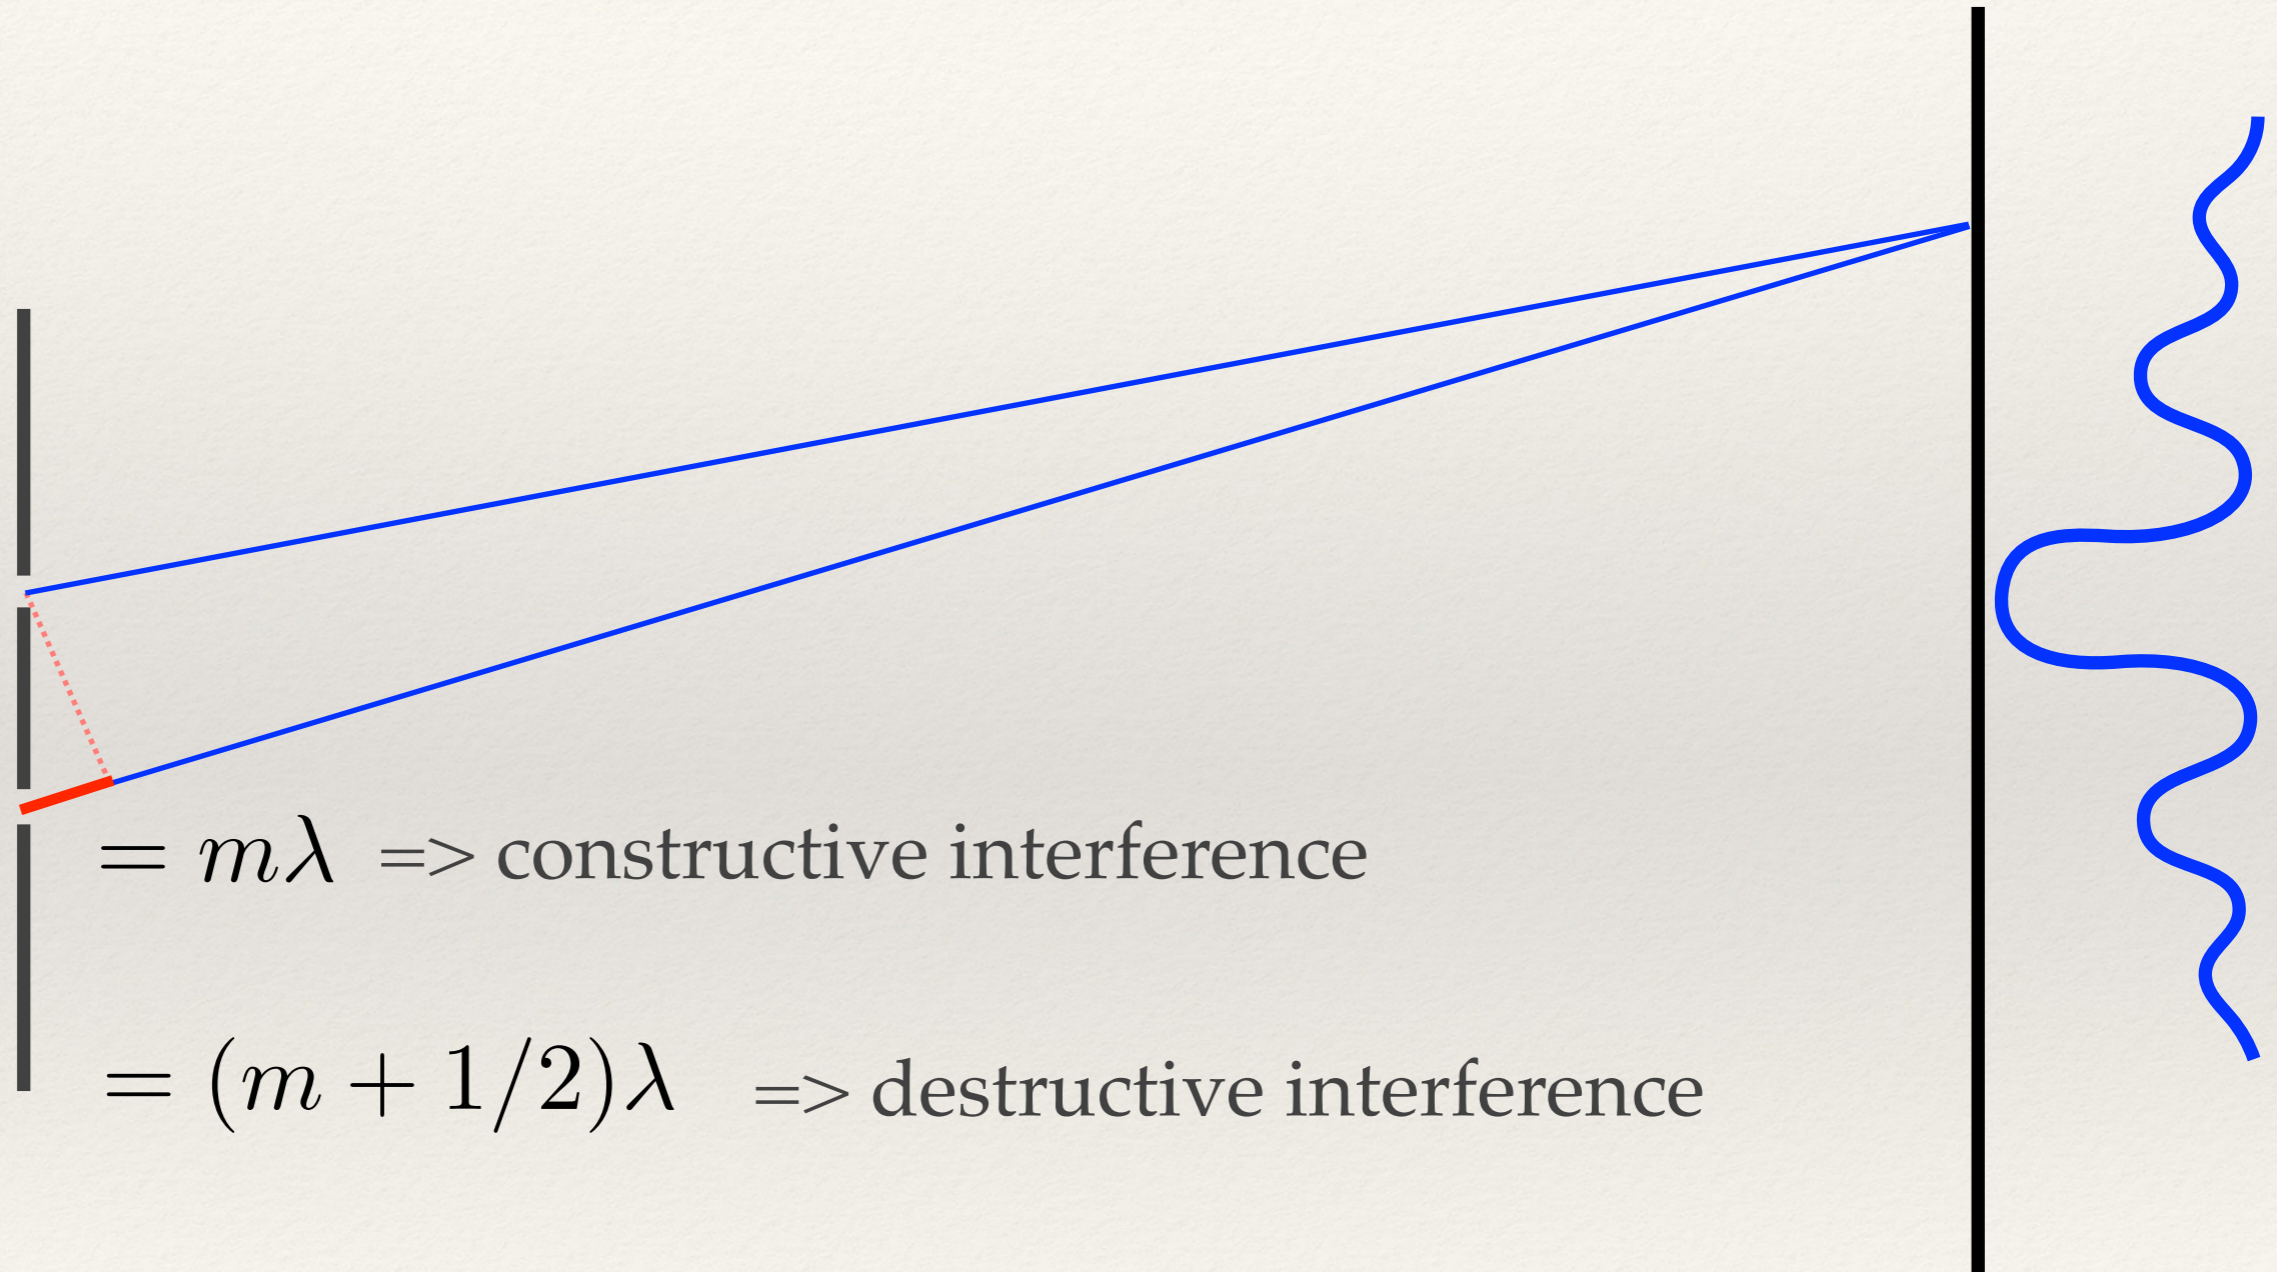 = mλ => constructive interference
= (m + 1/2)λ => destructive interference